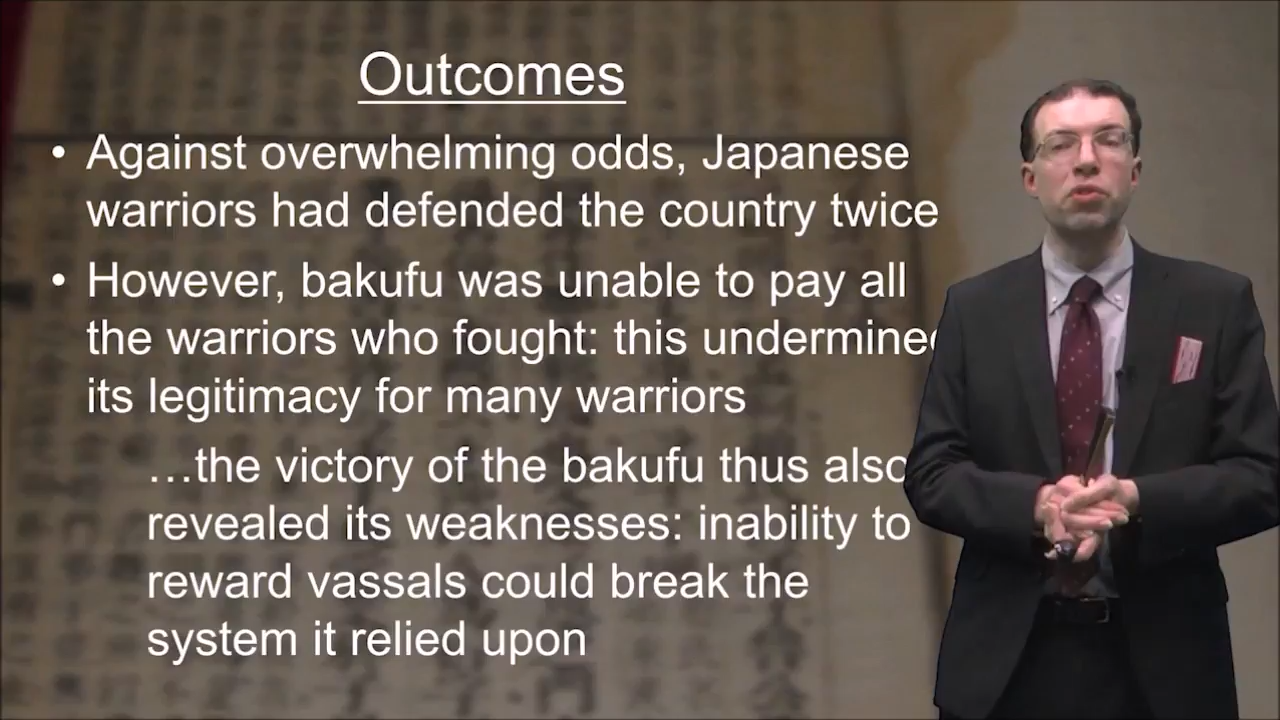 Outcomes
• Against overwhelming odds, Japanese
warriors had defended the country twice
• However, bakufu was unable to pay all
the warriors who fought: this undermined
its legitimacy for many warriors
…the victory of the bakufu thus also
revealed its weaknesses: inability to
reward vassals could break the
system it relied upon